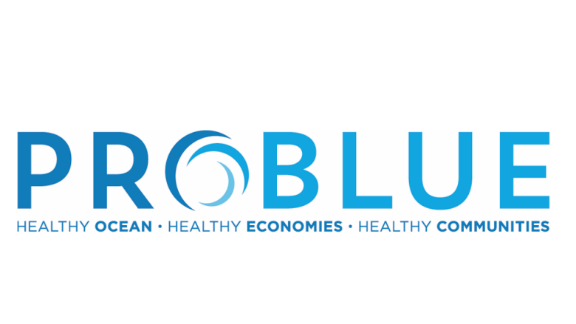 PROBLUE
HEALTHY OCEAN · HEALTHY ECONOMIES · HEALTHY COMMUNITIES